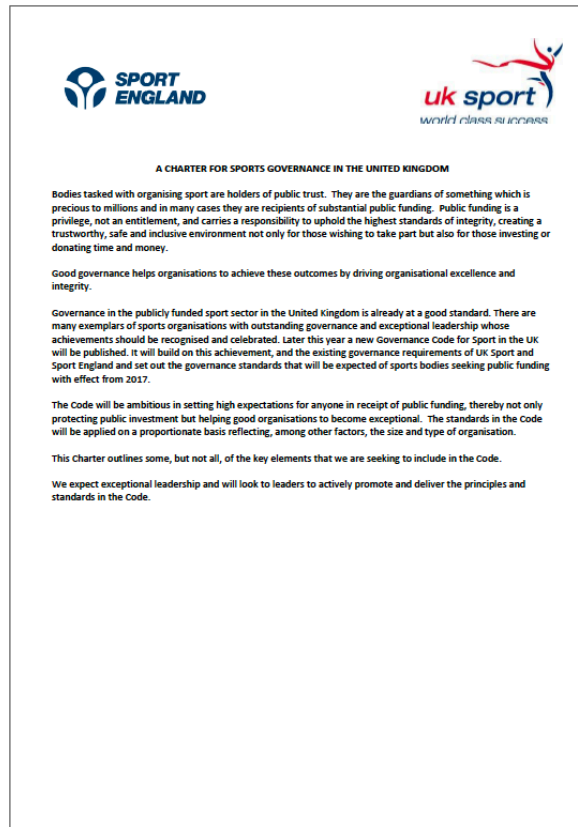 SPORT
ENGLAND
uk sport
world class success
A CHARTER FOR SPORTS GOVERNANCE IN THE UNITED KINGDOM
Bodies tasked with organising sport are holders of public trust.  They are the guardians of something which is
precious to millions and in many cases they are recipients of substantial public funding.  Public funding is a
privilege, not an entitlement, and carries a responsibility to uphold the highest standards of integrity, creating a
trustworthy, safe and inclusive environment not only for those wishing to take part but also for those investing or
donating time and money.
Good governance helps organisations to achieve these outcomes by driving organisational excellence and
integrity.
Governance in the publicly funded sport sector in the United Kingdom is already at a good standard. There are
many exemplars of sports organisations with outstanding governance and exceptional leadership whose
achievements should be recognised and celebrated. Later this year a new Governance Code for Sport in the UK
will be published. It will build on this achievement, and the existing governance requirements of UK Sport and
Sport England and set out the governance standards that will be expected of sports bodies seeking public funding
with effect from 2017.
The Code will be ambitious in setting high expectations for anyone in receipt of public funding, thereby not only
protecting public investment but helping good organisations to become exceptional.  The standards in the Code
will be applied on a proportionate basis reflecting, among other factors, the size and type of organisation.
This Charter outlines some, but not all, of the key elements that we are seeking to include in the Code.
We expect exceptional leadership and will look to leaders to actively promote and deliver the principles and
standards in the Code.